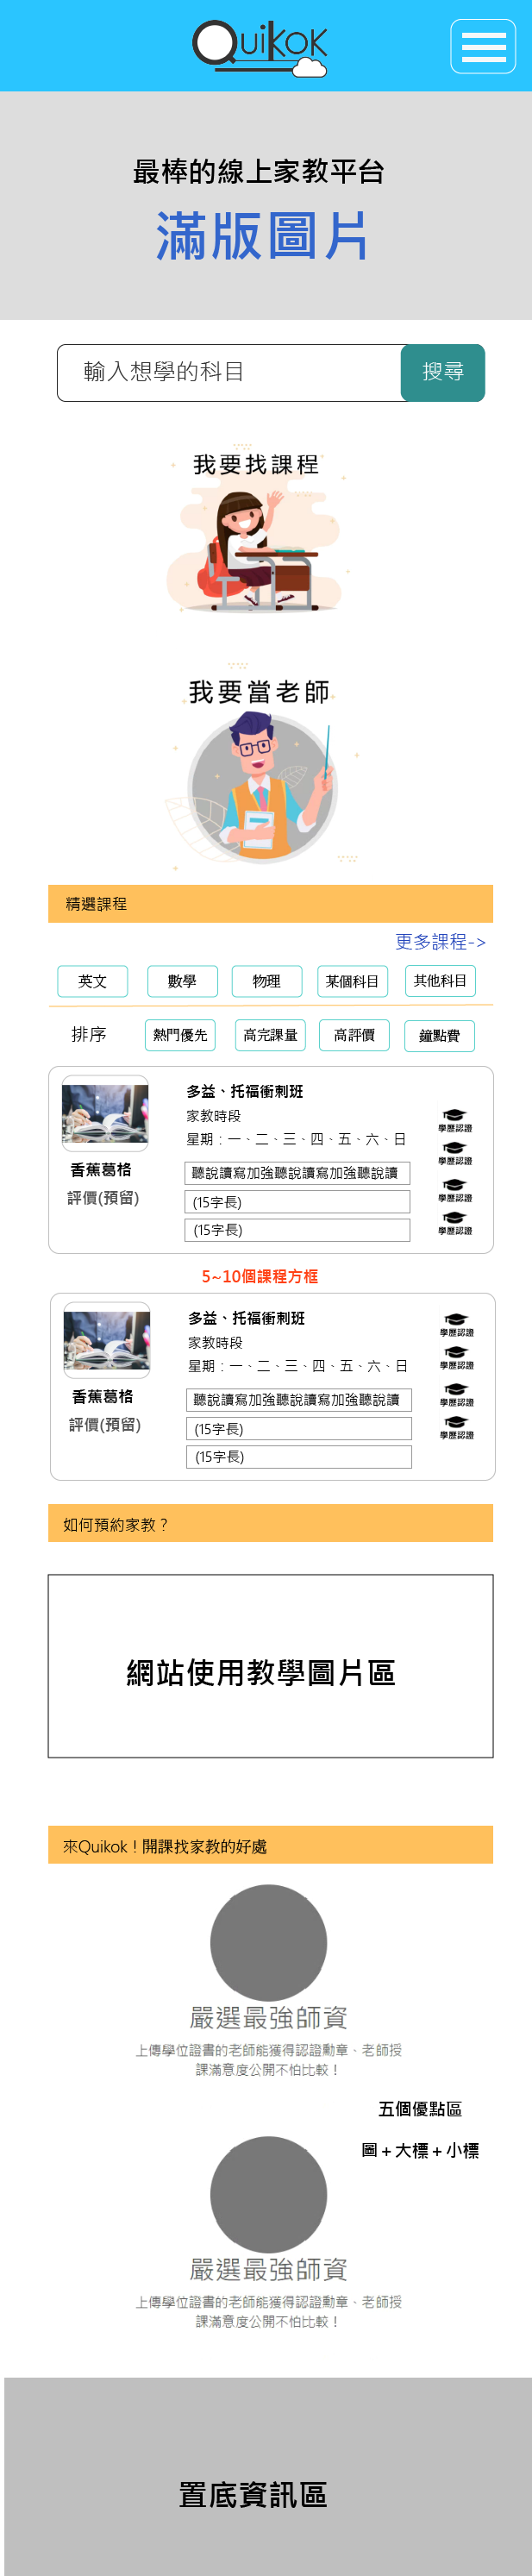 Quikok
最棒的線上家教平台
滿版圖片
輸入想學的科目
搜尋
我要找課程
我要當老師
精選課程
更多課程->
英文 數學 物理 某個科目 其他科目
排序 熱門優先 高完課量 高評價 鐘點費
多益、托福衝刺班
家教時段
星期：一、二、三、四、五、六、日
香蕉葛格
評價(預留)
聽說讀寫加強聽說讀寫加強聽說讀
(15字長)
(15字長)
學歷認證
學歷認證
學歷認證
學歷認證
5~10個課程方框
多益、托福衝刺班
家教時段
星期：一、二、三、四、五、六、日
香蕉葛格
評價(預留)
聽說讀寫加強聽說讀寫加強聽說讀
(15字長)
(15字長)
學歷認證
學歷認證
學歷認證
學歷認證
如何預約家教？
網站使用教學圖片區
來Quikok！開課找家教的好處
嚴選最強師資
上傳學位證書的老師能獲得認證勳章、老師授
課滿意度公開不怕比較！
五個優點區
圖＋大標＋小標
嚴選最強師資
上傳學位證書的老師能獲得認證勳章、老師授
課滿意度公開不怕比較！
置底資訊區